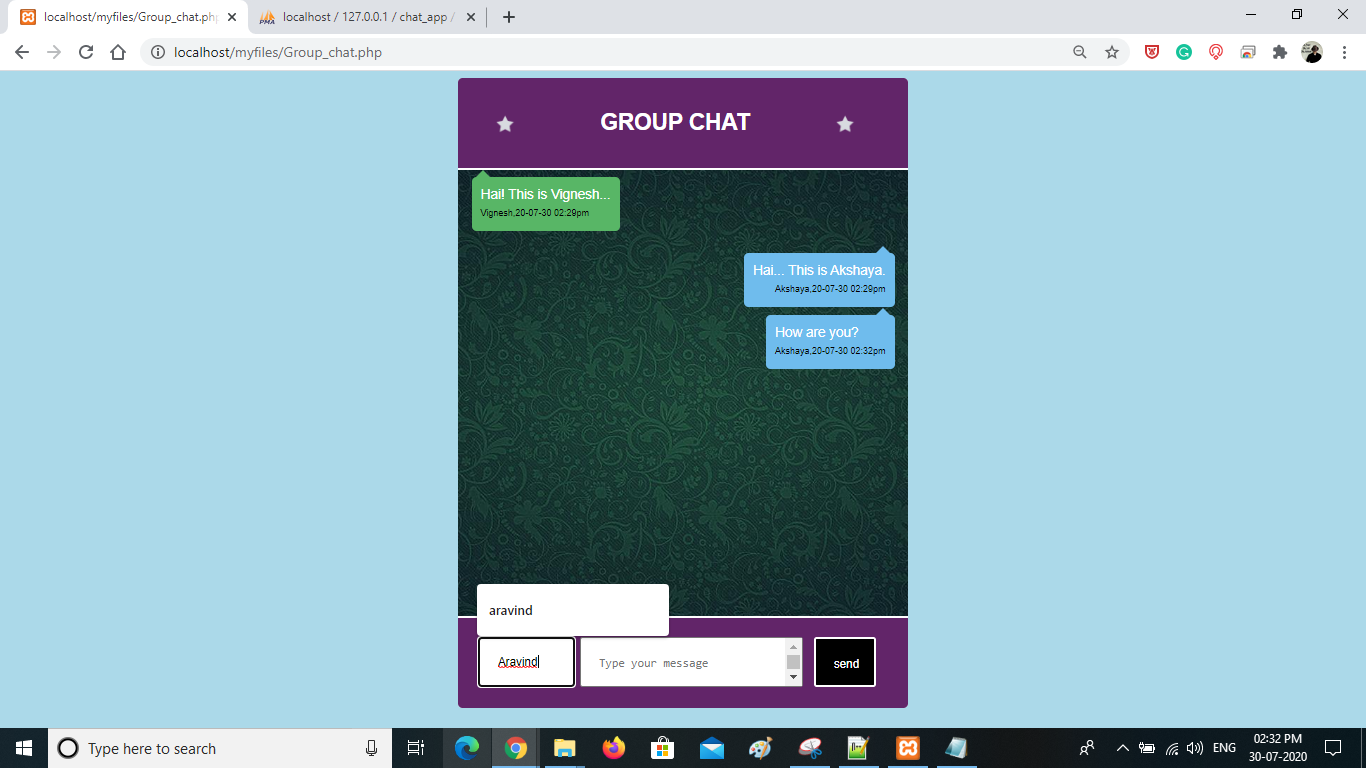 localhost/myfiles/Group_chat.php
localhost / 127.0.0.1 / chat_app /
localhost/myfiles/Group_chat.php
GROUP CHAT
Hai! This is Vignesh...
Vignesh,20-07-30 02:29pm
Hai... This is Akshaya.
Akshaya,20-07-30 02:29pm
How are you?
Akshaya,20-07-30 02:32pm
aravind
Aravind
Type your message
send
Type here to search
ENG
02:32 PM
30-07-2020